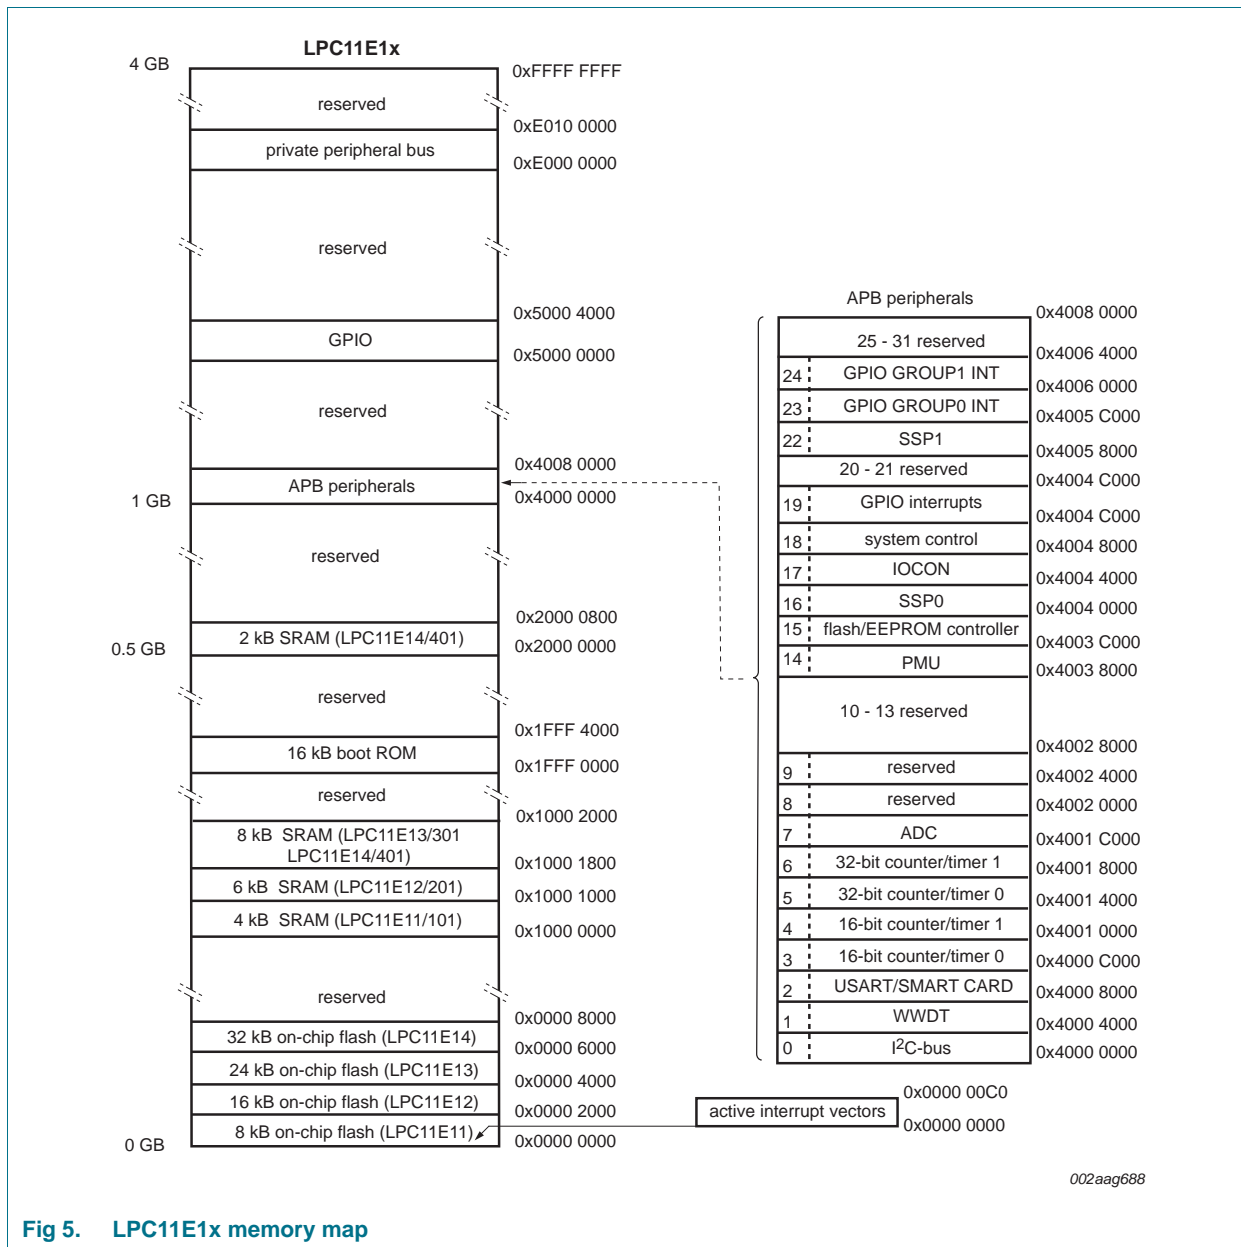 LPC11E1x
4 GB
0xFFFF FFFF
reserved
0xE010 0000
private peripheral bus
0xE000 0000
reserved
0x5000 4000
GPIO
0x5000 0000
reserved
0x4008 0000
APB peripherals
1 GB
0x4000 0000
reserved
0x2000 0800
2 kB SRAM (LPC11E14/401)
0.5 GB
0x2000 0000
reserved
0x1FFF 4000
16 kB boot ROM
0x1FFF 0000
reserved
0x1000 2000
8 kB SRAM (LPC11E13/301
LPC11E14/401)
0x1000 1800
6 kB SRAM (LPC11E12/201)
0x1000 1000
4 kB SRAM (LPC11E11/101)
0x1000 0000
reserved
0x0000 8000
32 kB on-chip flash (LPC11E14)
0x0000 6000
24 kB on-chip flash (LPC11E13)
0x0000 4000
16 kB on-chip flash (LPC11E12)
0x0000 2000
8 kB on-chip flash (LPC11E11)
0 GB
0x0000 0000
APB peripherals
0x4008 0000
25 - 31 reserved
0x4006 4000
24 GPIO GROUP1 INT
0x4006 0000
23 GPIO GROUP0 INT
0x4005 C000
22 SSP1
0x4005 8000
20 - 21 reserved
0x4004 C000
19 GPIO interrupts
0x4004 C000
18 system control
0x4004 8000
17 IOCON
0x4004 4000
16 SSP0
0x4004 0000
15 flash/EEPROM controller
0x4003 C000
14 PMU
0x4003 8000
10 - 13 reserved
0x4002 8000
9 reserved
0x4002 4000
8 reserved
0x4002 0000
7 ADC
0x4001 C000
6 32-bit counter/timer 1
0x4001 8000
5 32-bit counter/timer 0
0x4001 4000
4 16-bit counter/timer 1
0x4001 0000
3 16-bit counter/timer 0
0x4000 C000
2 USART/SMART CARD
0x4000 8000
1 WWDT
0x4000 4000
0 I2C-bus
0x4000 0000
0x0000 00C0
active interrupt vectors
0x0000 0000
002aag688
Fig 5. LPC11E1x memory map